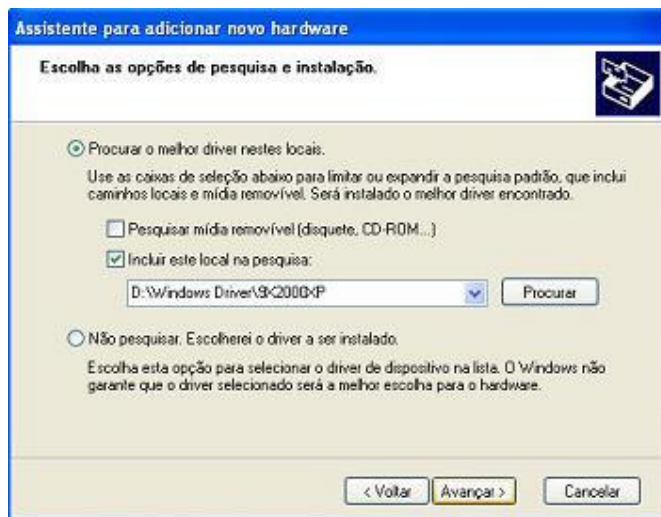 Assistente para adicionar novo hardware
Escolha as opções de pesquisa e instalação.
Procurar o melhor driver nestes locais.
Use as caixas de seleção abaixo para limitar ou expandir a pesquisa padrão, que inclui
caminhos locais e mídia removível. Será instalado o melhor driver encontrado.
Pesquisar mídia removível (disquete, CD-ROM...)
Incluir este local na pesquisa:
D:\Windows Driver\9X2000XP
Procurar
Não pesquisar. Escolherei o driver a ser instalado.
Escolha esta opção para selecionar o driver de dispositivo na lista. O Windows não
garante que o driver selecionado será a melhor escolha para o hardware.
< Voltar
Avançar >
Cancelar